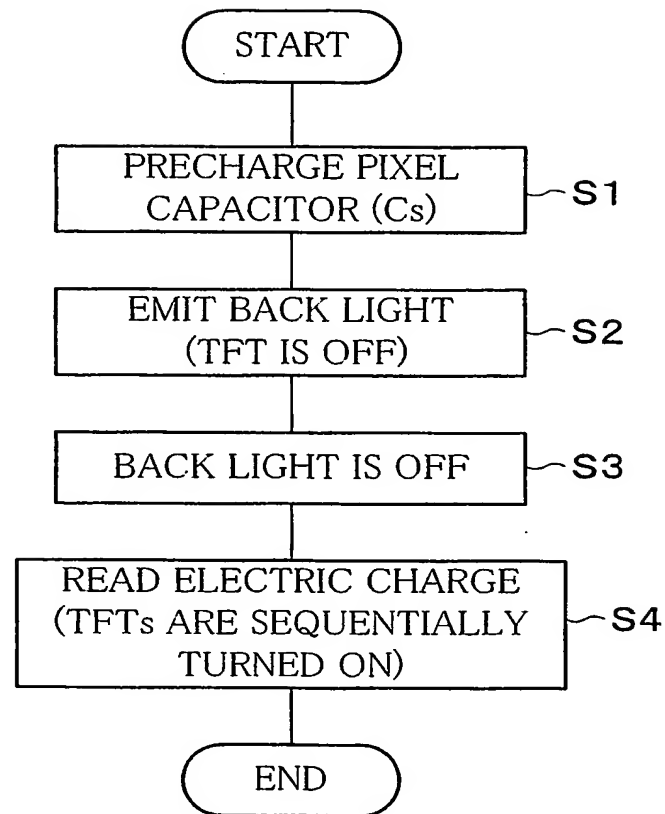 START
PRECHARGE PIXEL
CAPACITOR (Cs)
S1
EMIT BACK LIGHT
(TFT IS OFF)
S2
BACK LIGHT IS OFF
S3
READ ELECTRIC CHARGE
(TFTs ARE SEQUENTIALLY
TURNED ON)
S4
END